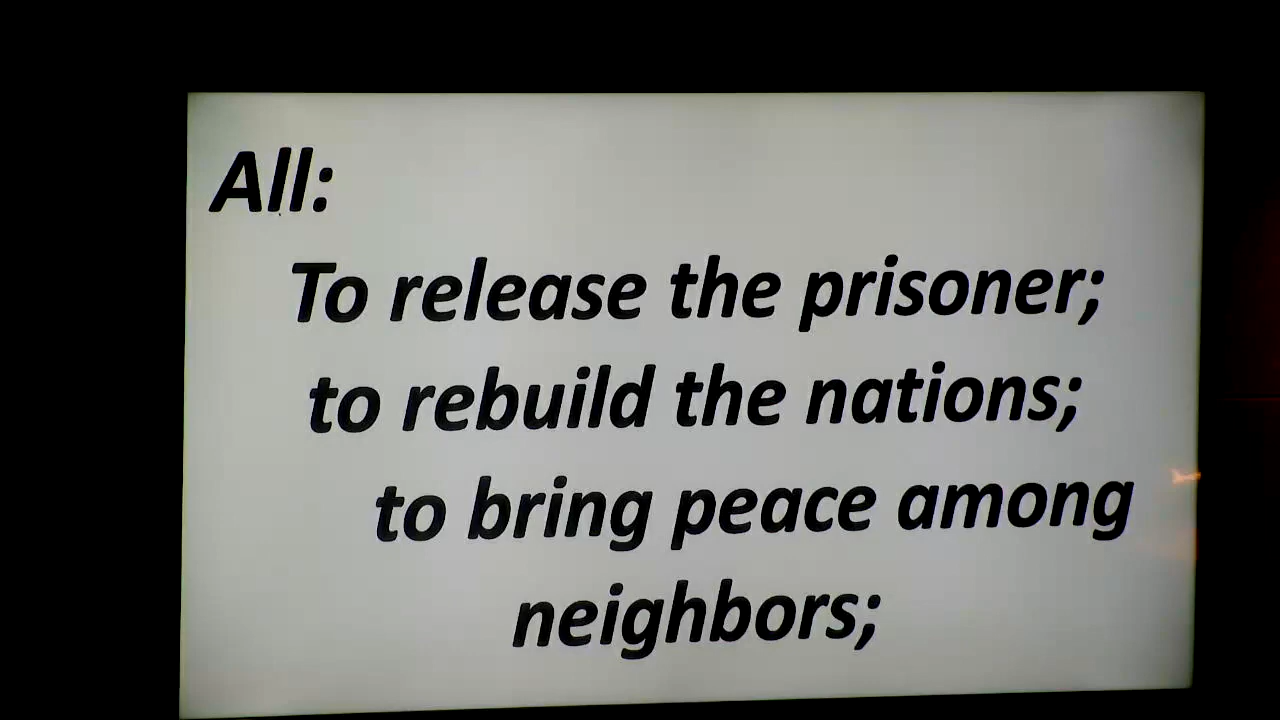 All:
To release the prisoner;
to rebuild the nations;
to bring peace among
neighbors;